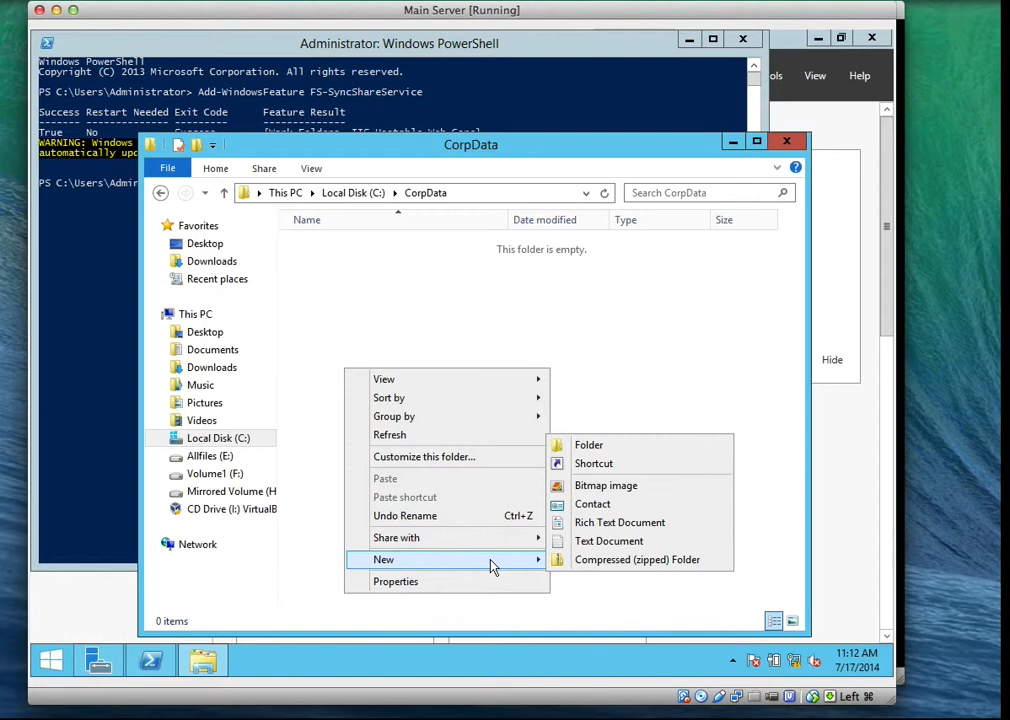 Main Server [Running]
Administrator: Windows PowerShell
Windows PowerShell
Copyright (C) 2013 Microsoft Corporation. All rights reserved.
PS C:\Users\Administrator> Add-WindowsFeature FS-SyncShareService
Success Restart Needed Exit Code Feature Result
True No
WARNING: Windows
automatically upd
PS C:\Users\Admin
ols View Help
Hide
CorpData
File Home Share View
This PC Local Disk (C:) CorpData
Search CorpData
Name Date modified Type Size
This folder is empty.
Favorites
Desktop
Downloads
Recent places
This PC
Desktop
Documents
Downloads
Music
Pictures
Videos
Local Disk (C:)
Allfiles (E:)
Volume1 (F:)
Mirrored Volume (H
CD Drive (I:) VirtualB
Network
View
Sort by
Group by
Refresh
Customize this folder...
Paste
Paste shortcut
Undo Rename Ctrl+Z
Share with
New
Properties
Folder
Shortcut
Bitmap image
Contact
Rich Text Document
Text Document
Compressed (zipped) Folder
0 items
11:12 AM
7/17/2014
Left ⌘